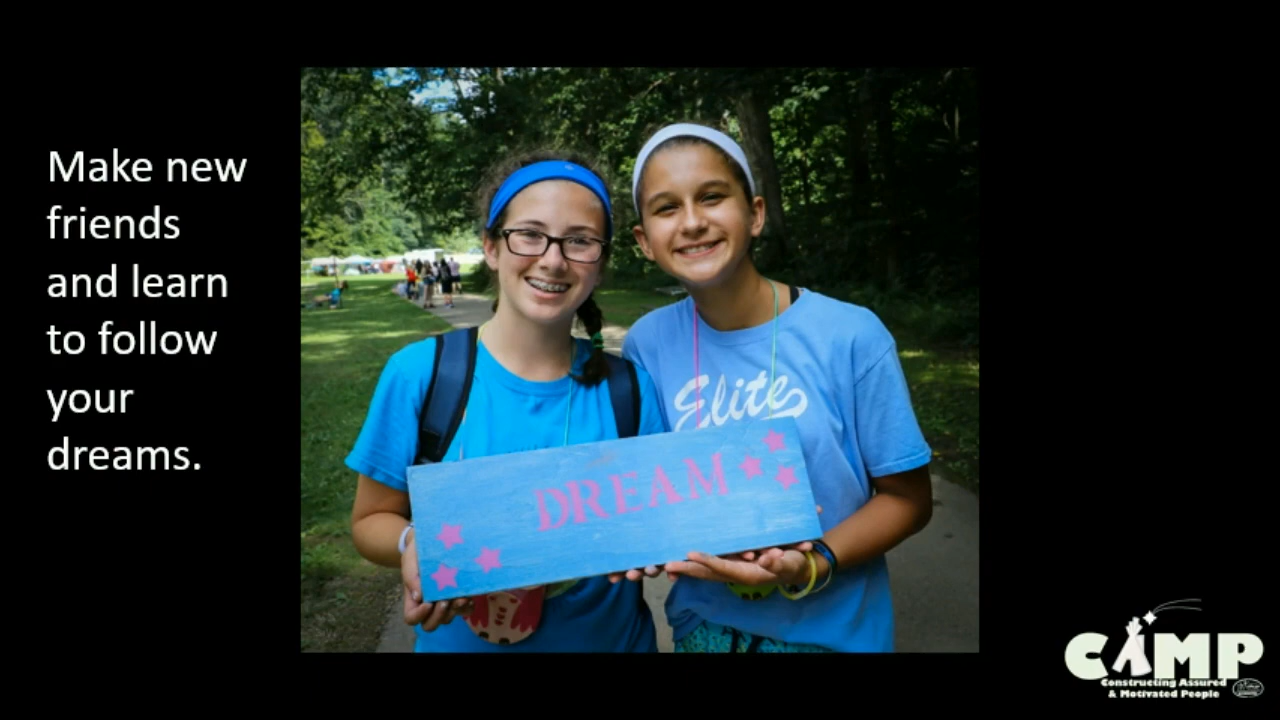 Make new
friends
and learn
to follow
your
dreams.
Elite
DREAM
CAMP
Constructing Assured
& Motivated People